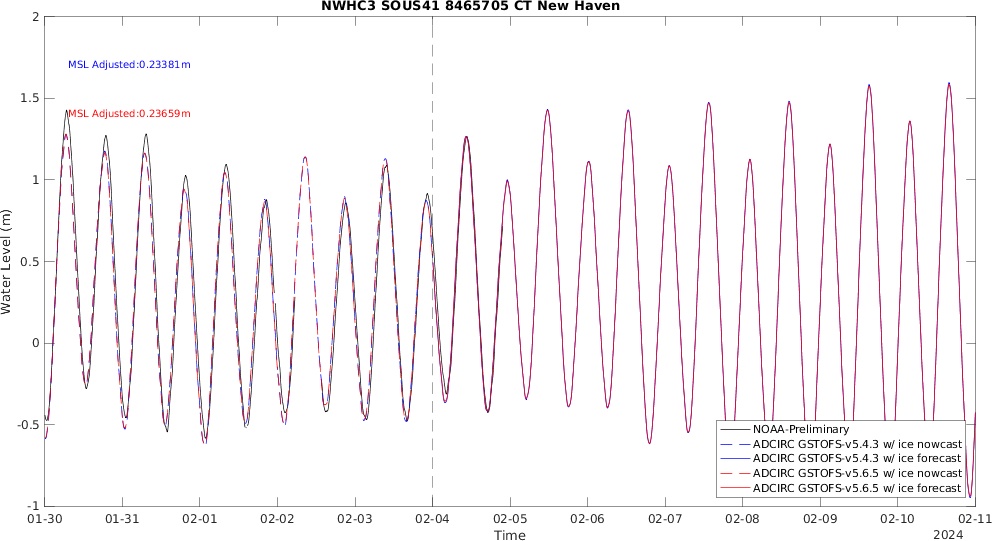 NWHC3 SOUS41 8465705 CT New Haven
2
MSL Adjusted:0.23381m
1.5
MSL Adjusted:0.23659m
1
Water Level (m)
0.5
0
-0.5
NOAA-Preliminary
ADCIRC GSTOFS-v5.4.3 w/ ice nowcast
ADCIRC GSTOFS-v5.4.3 w/ ice forecast
ADCIRC GSTOFS-v5.6.5 w/ ice nowcast
ADCIRC GSTOFS-v5.6.5 w/ ice forecast
-1
01-30 01-31 02-01 02-02 02-03 02-04 02-05 02-06 02-07 02-08 02-09 02-10 02-11
Time
2024